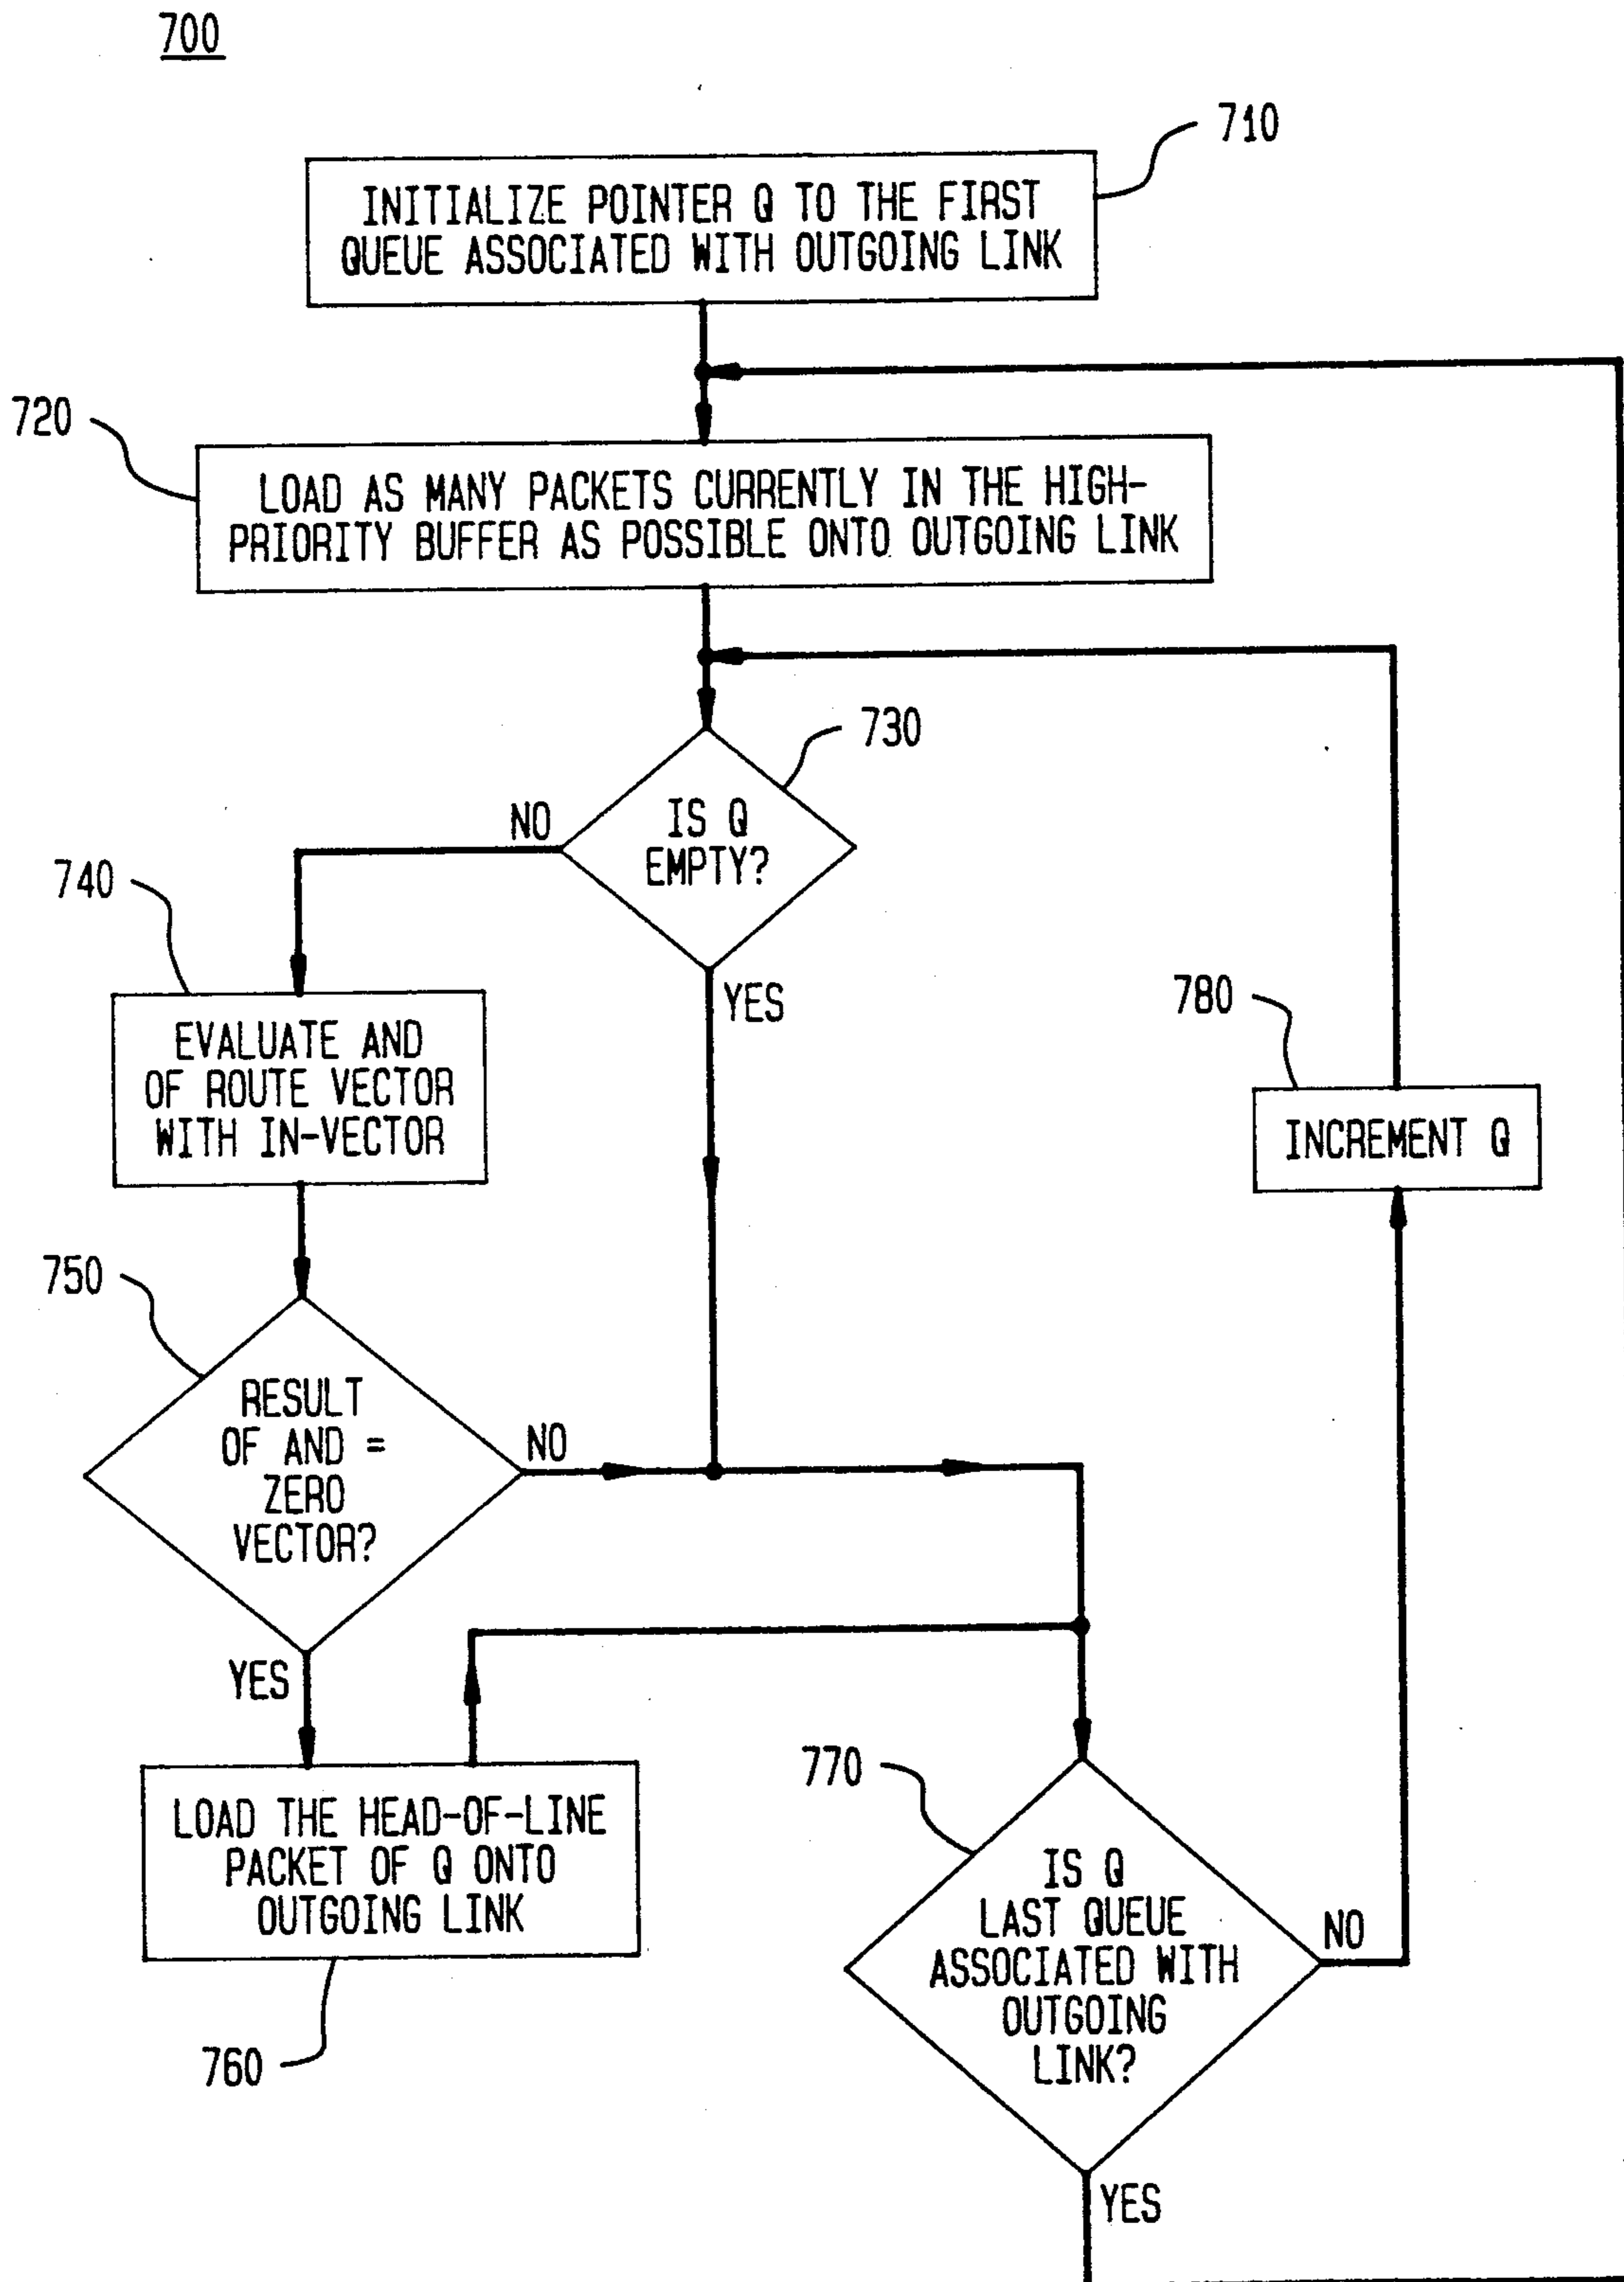 700
710
INITIALIZE POINTER Q TO THE FIRST
QUEUE ASSOCIATED WITH OUTGOING LINK
720
LOAD AS MANY PACKETS CURRENTLY IN THE HIGH-
PRIORITY BUFFER AS POSSIBLE ONTO OUTGOING LINK
730
IS Q
EMPTY?
NO
YES
740
EVALUATE AND
OF ROUTE VECTOR
WITH IN-VECTOR
780
INCREMENT Q
750
RESULT
OF AND =
ZERO
VECTOR?
NO
YES
LOAD THE HEAD-OF-LINE
PACKET OF Q ONTO
OUTGOING LINK
760
770
IS Q
LAST QUEUE
ASSOCIATED WITH
OUTGOING
LINK?
NO
YES